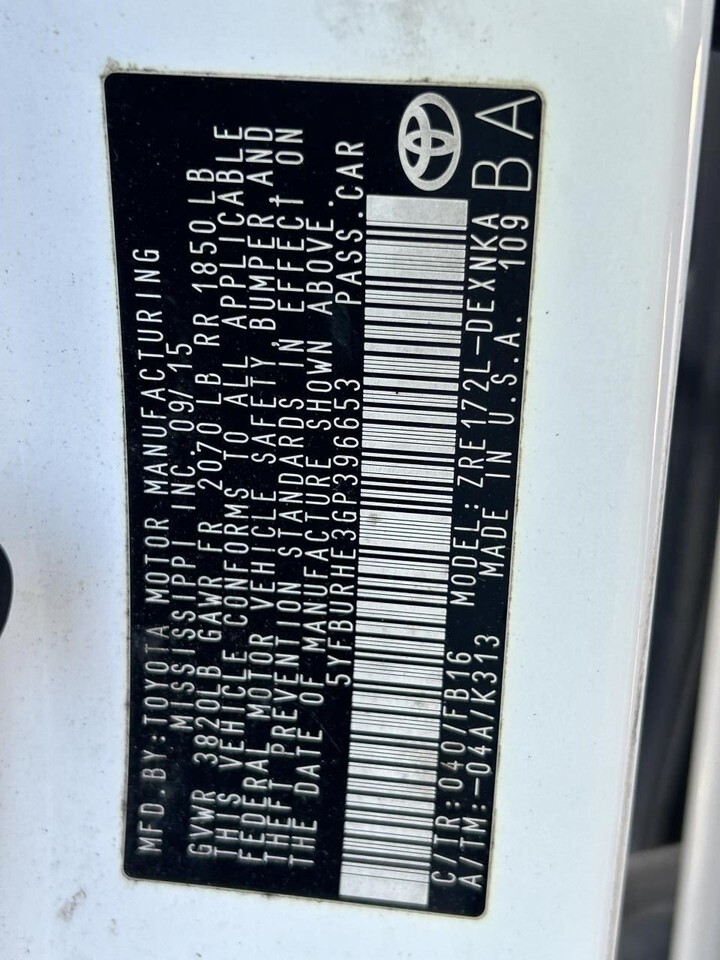 MFD.BY:TOYOTA MOTOR MANUFACTURING
MISSISSIPPI INC. 09/15
GVWR 3820LB GAWR FR 2070LB RR 1850LB
THIS VEHICLE CONFORMS TO ALL APPLICABLE
FEDERAL MOTOR VEHICLE SAFETY, BUMPER, AND
THEFT PREVENTION STANDARDS IN EFFECT ON
THE DATE OF MANUFACTURE SHOWN ABOVE.
5YFBURHE3GP396653 PASS.CAR
C/TR:040/FB16 MODEL:ZRE172L-DEXNKA
A/TM:-04A/K313 MADE IN U.S.A. 109
BA